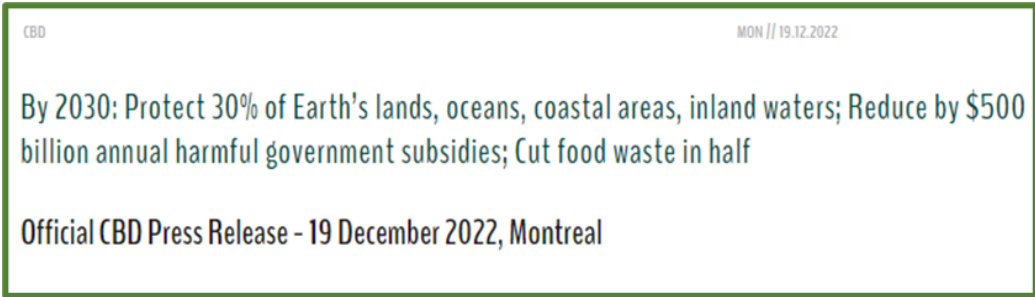 CBD
MON // 19.12.2022
By 2030: Protect 30% of Earth's lands, oceans, coastal areas, inland waters; Reduce by $500
billion annual harmful government subsidies; Cut food waste in half
Official CBD Press Release - 19 December 2022, Montreal